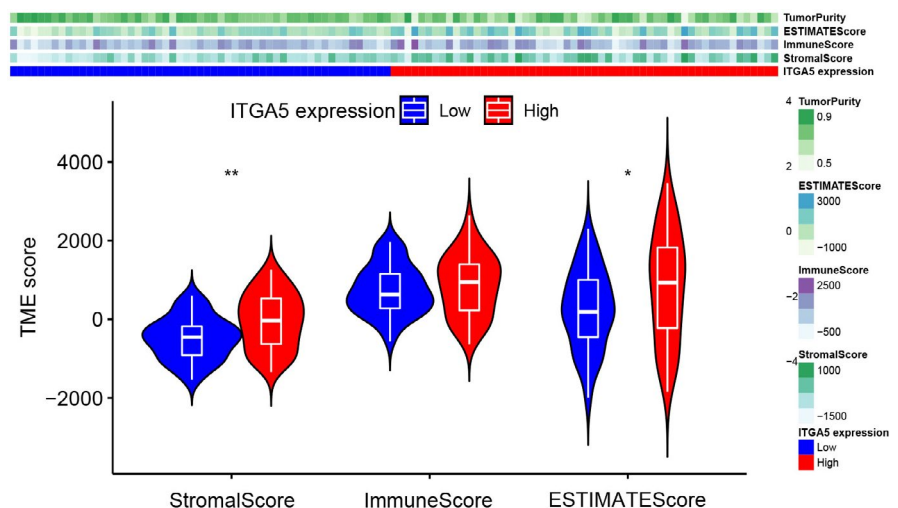 TumorPurity
ESTIMATEScore
ImmuneScore
StromalScore
ITGA5 expression
ITGA5 expression Low High
** *
TME score
4000
2000
0
−2000
StromalScore ImmuneScore ESTIMATEScore
4
2
0
−2
−4
TumorPurity
0.9
0.5
ESTIMATEScore
3000
−1000
ImmuneScore
2500
−500
StromalScore
1000
−1500
ITGA5 expression
Low
High